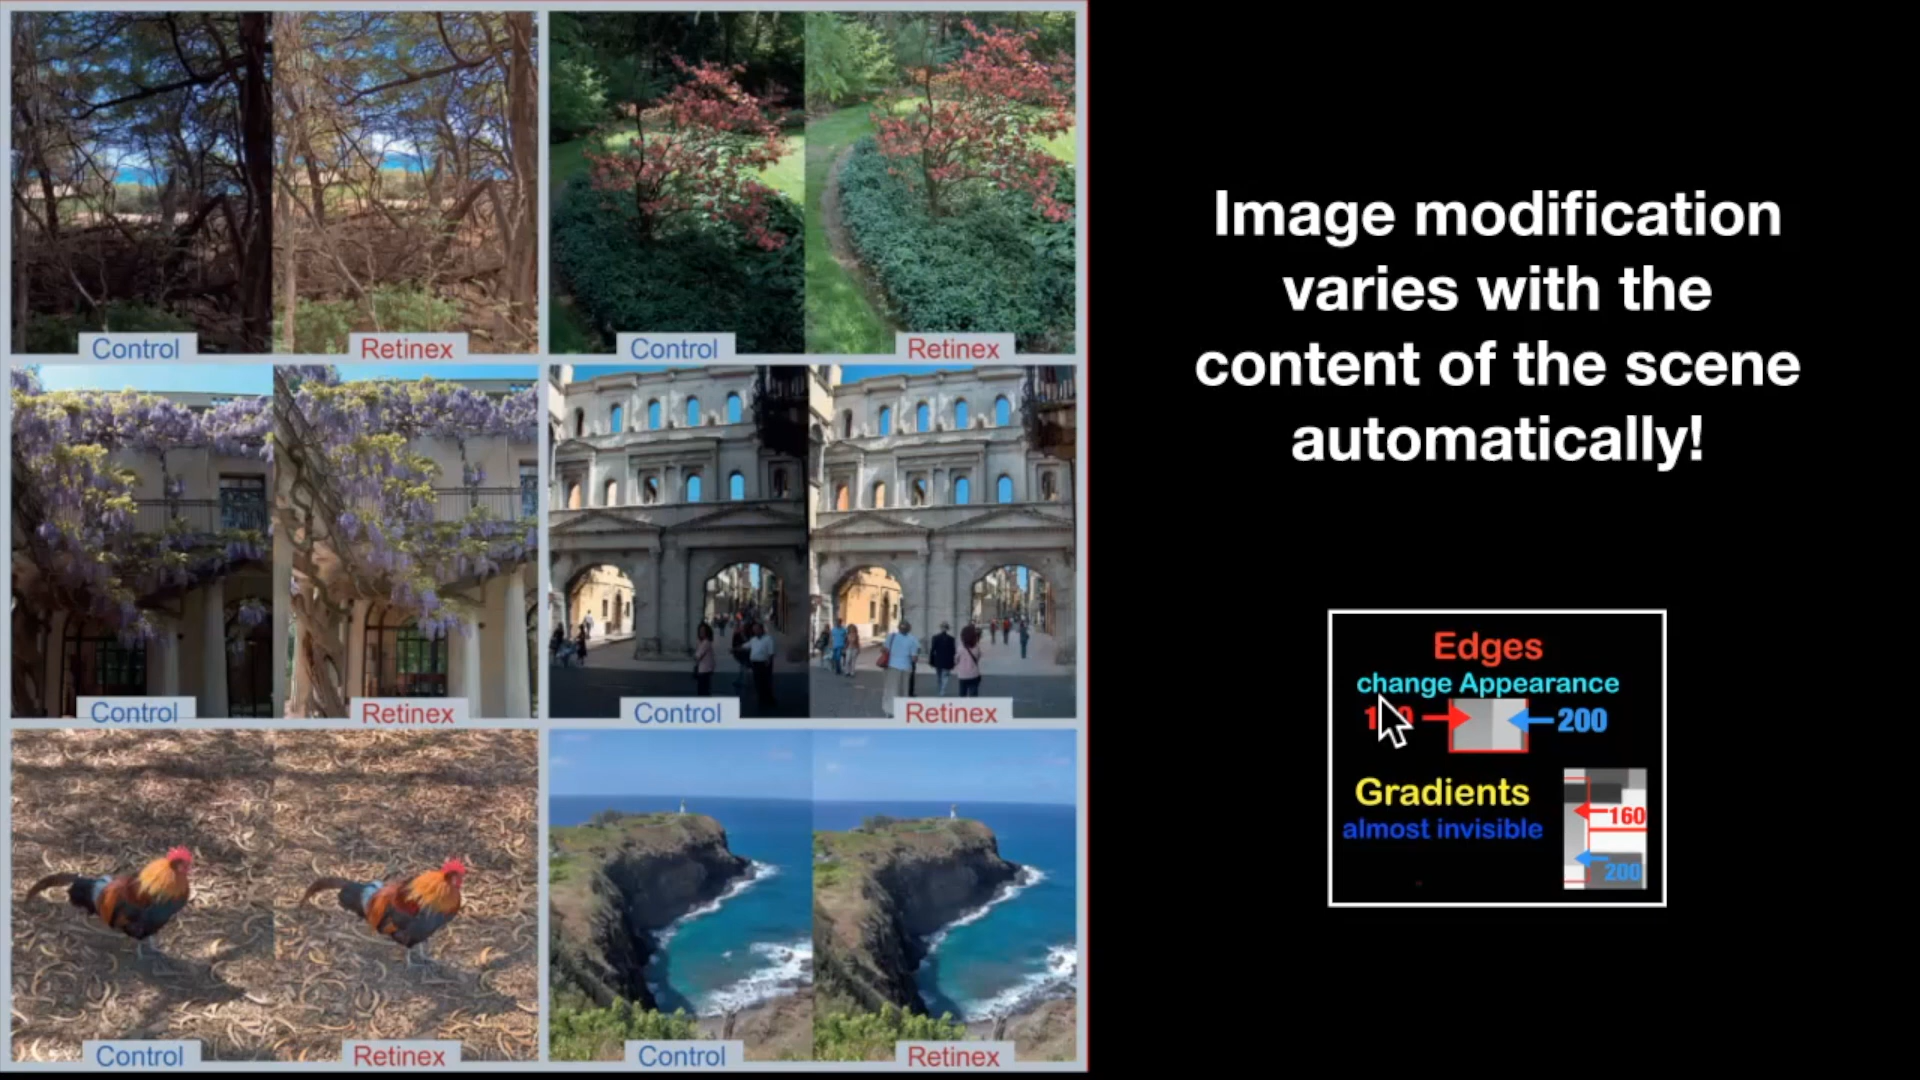 Control
Retinex
Control
Retinex
Control
Retinex
Control
Retinex
Control
Retinex
Control
Retinex
Image modification
varies with the
content of the scene
automatically!
Edges
change Appearance
200
Gradients
almost invisible
160
200